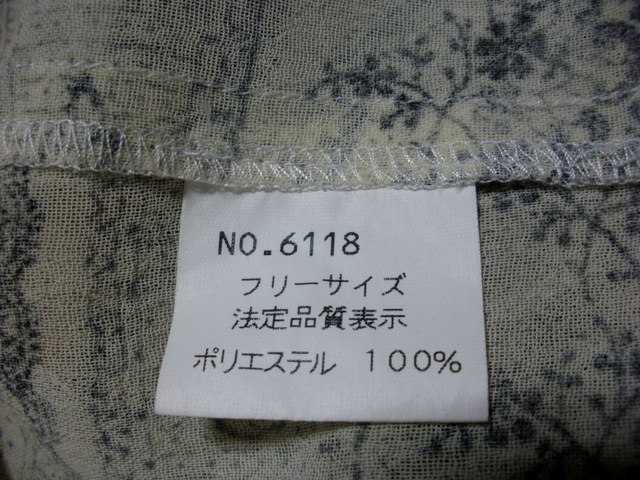 NO.6118
フリーサイズ
法定品質表示
ポリエステル 100%